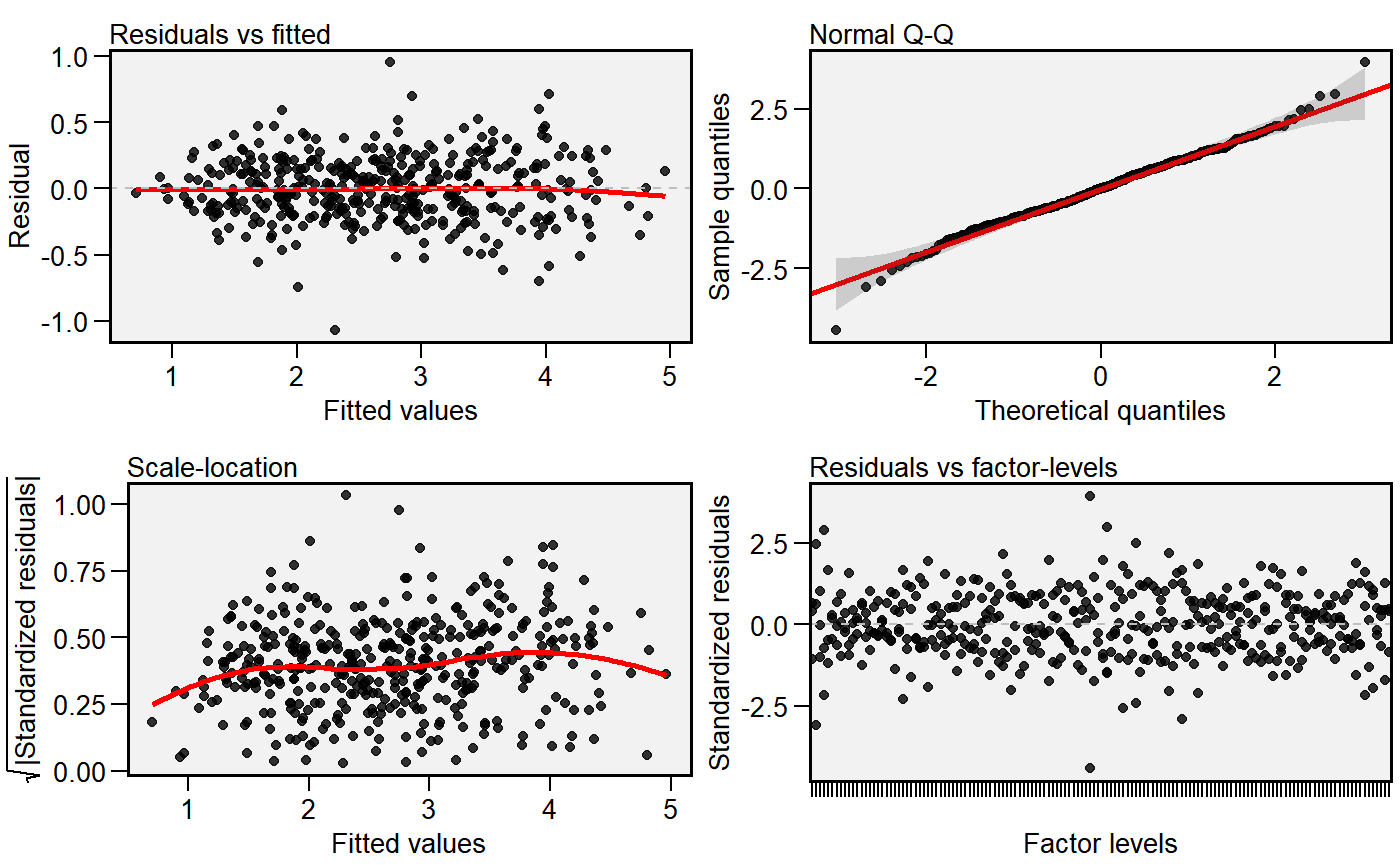 Residuals vs fitted
1.0
0.5
0.0
-0.5
-1.0
Residual
1 2 3 4 5
Fitted values
Normal Q-Q
2.5
0.0
-2.5
Sample quantiles
-2 0 2
Theoretical quantiles
Scale-location
1.00
0.75
0.50
0.25
0.00
√|Standardized residuals|
1 2 3 4 5
Fitted values
Residuals vs factor-levels
2.5
0.0
-2.5
Standardized residuals
Factor levels